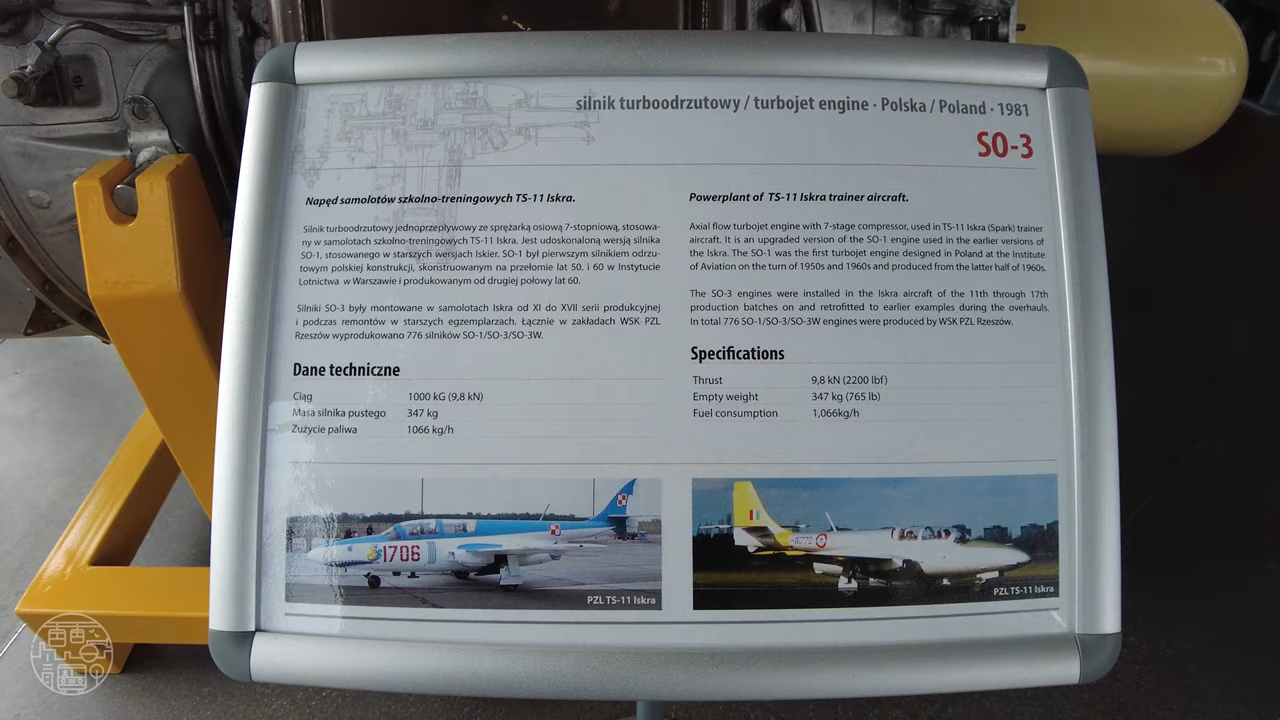 silnik turboodrzutowy / turbojet engine · Polska / Poland · 1981
SO-3
Napęd samolotów szkolno-treningowych TS-11 Iskra.
Silnik turboodrzutowy jednoprzepływowy ze sprężarką osiową 7-stopniową, stosowa-
ny w samolotach szkolno-treningowych TS-11 Iskra. Jest udoskonaloną wersją silnika
SO-1, stosowanego w starszych wersjach Iskier. SO-1 był pierwszym silnikiem odrzu-
towym polskiej konstrukcji, skonstruowanym na przełomie lat 50. i 60 w Instytucie
Lotnictwa w Warszawie i produkowanym od drugiej połowy lat 60.
Silniki SO-3 były montowane w samolotach Iskra od XI do XVII serii produkcyjnej
i podczas remontów w starszych egzemplarzach. Łącznie w zakładach WSK PZL
Rzeszów wyprodukowano 776 silników SO-1/SO-3/SO-3W.
Dane techniczne
Ciąg 1000 kG (9,8 kN)
Masa silnika pustego 347 kg
Zużycie paliwa 1066 kg/h
Powerplant of TS-11 Iskra trainer aircraft.
Axial flow turbojet engine with 7-stage compressor, used in TS-11 Iskra (Spark) trainer
aircraft. It is an upgraded version of the SO-1 engine used in the earlier versions of
the Iskra. The SO-1 was the first turbojet engine designed in Poland at the Institute
of Aviation on the turn of 1950s and 1960s and produced from the latter half of 1960s.
The SO-3 engines were installed in the Iskra aircraft of the 11th through 17th
production batches on and retrofitted to earlier examples during the overhauls.
In total 776 SO-1/SO-3/SO-3W engines were produced by WSK PZL Rzeszów.
Specifications
Thrust 9,8 kN (2200 lbf)
Empty weight 347 kg (765 lb)
Fuel consumption 1,066kg/h
1706
PZL TS-11 Iskra
PZL TS-11 Iskra